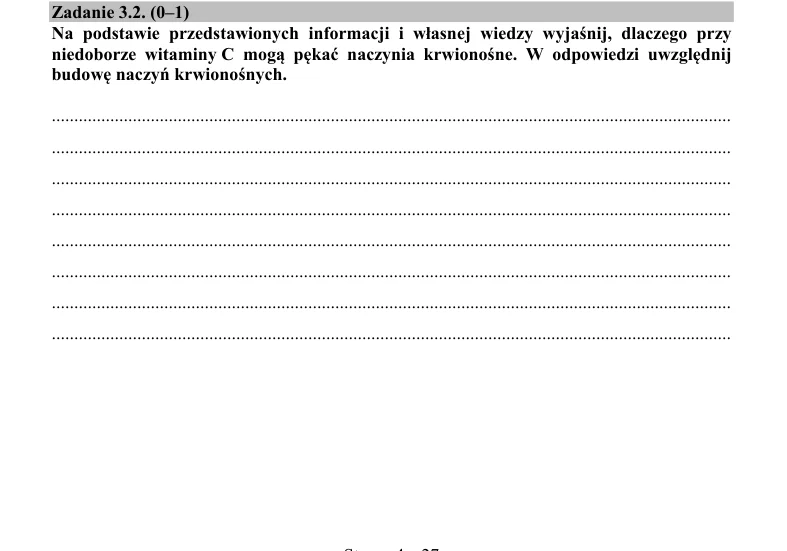 Zadanie 3.2. (0–1)
Na podstawie przedstawionych informacji i własnej wiedzy wyjaśnij, dlaczego przy
niedoborze witaminy C mogą pękać naczynia krwionośne. W odpowiedzi uwzględnij
budowę naczyń krwionośnych.